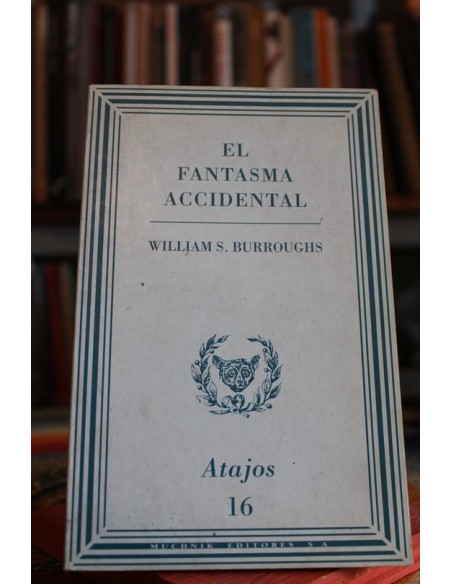 EL
FANTASMA
ACCIDENTAL
WILLIAM S. BURROUGHS
Atajos
16
MUCHNIK EDITORES S A